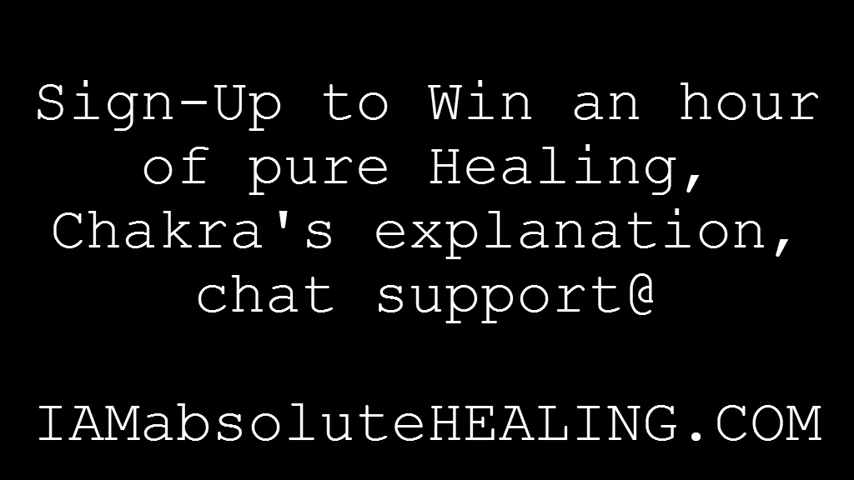 Sign-Up to Win an hour
of pure Healing,
Chakra's explanation,
chat support@
IAMabsoluteHEALING.COM